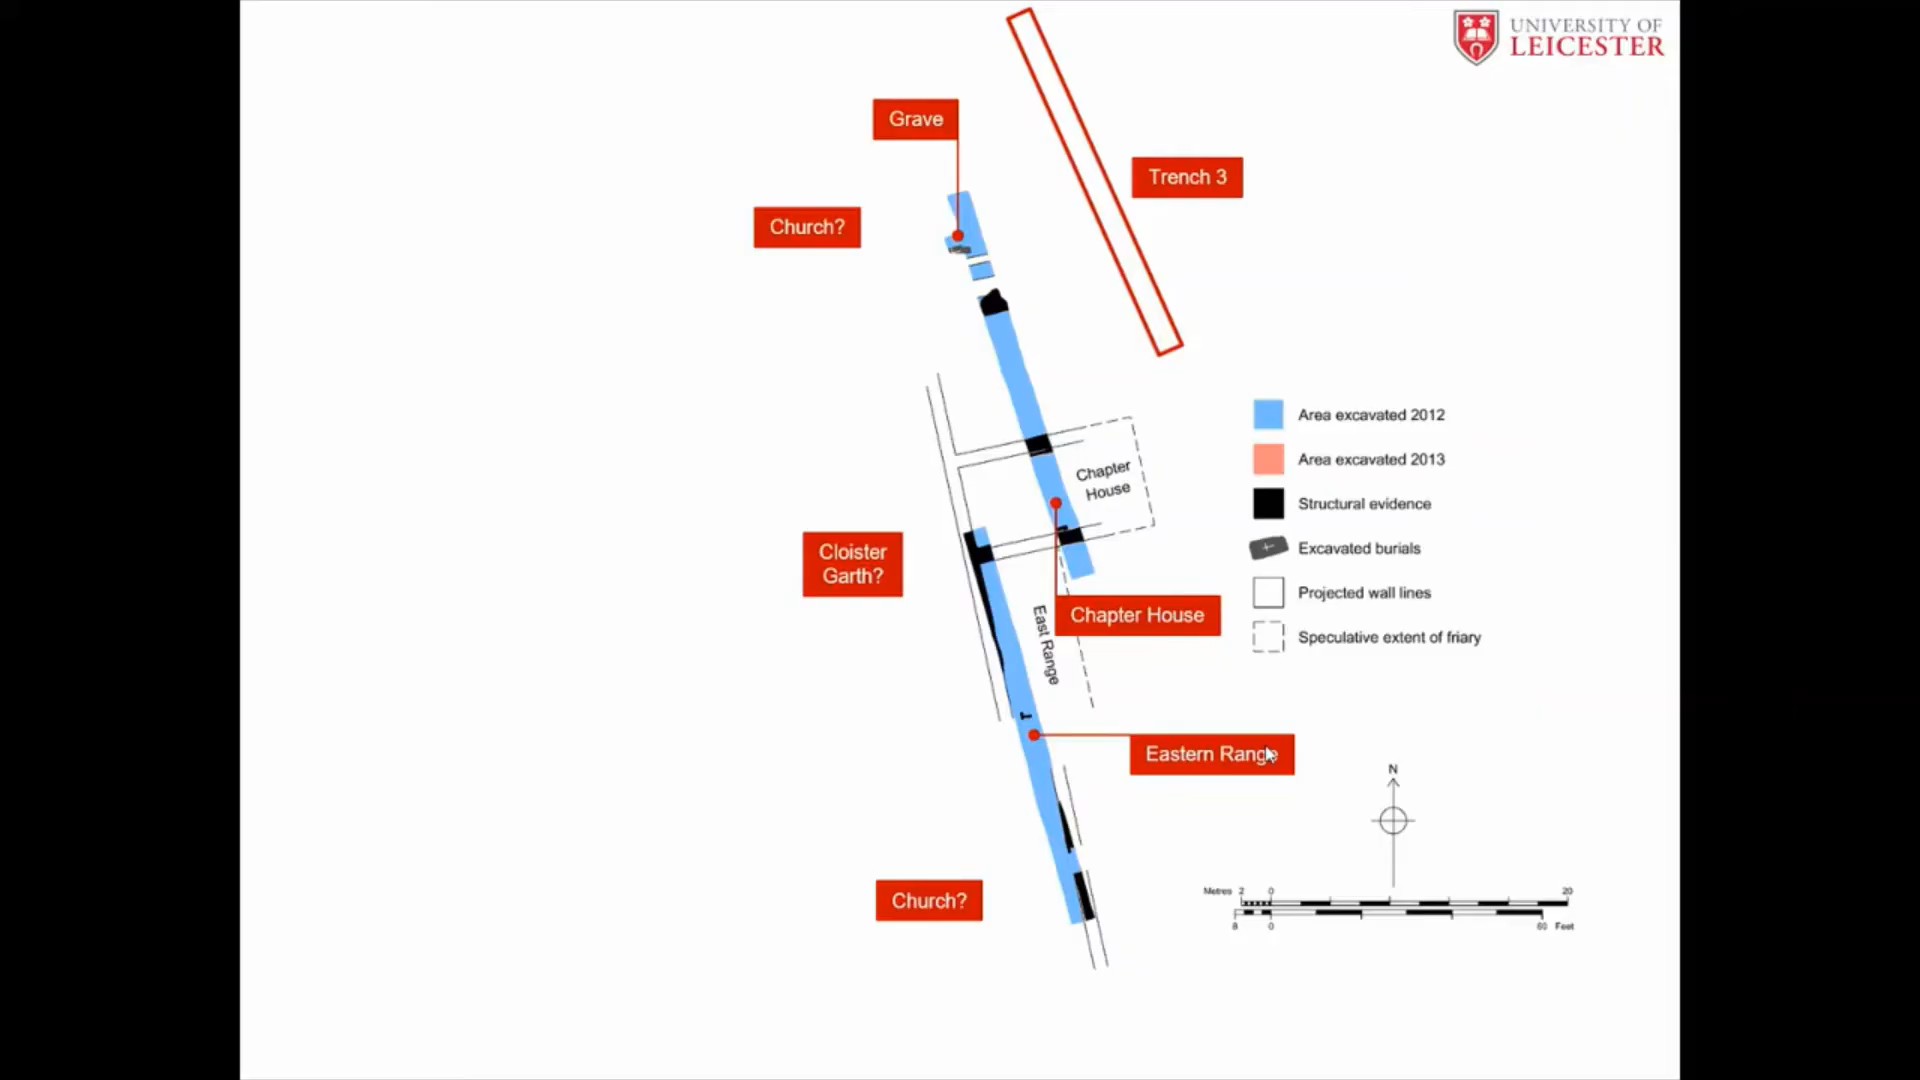 UNIVERSITY OF
LEICESTER
Grave
Trench 3
Church?
Area excavated 2012
Area excavated 2013
Chapter
House
Structural evidence
Cloister
Garth?
Excavated burials
Projected wall lines
Chapter House
East Range
Speculative extent of friary
Eastern Range
N
Church?
Metres 2 0 20
8 0 60 Feet